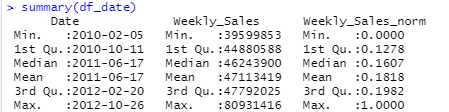 > summary(df_date)
Date Weekly_Sales Weekly_Sales_norm
Min. :2010-02-05 Min. :39599853 Min. :0.0000
1st Qu.:2010-10-11 1st Qu.:44880588 1st Qu.:0.1278
Median :2011-06-17 Median :46243900 Median :0.1607
Mean :2011-06-17 Mean :47113419 Mean :0.1818
3rd Qu.:2012-02-20 3rd Qu.:47792025 3rd Qu.:0.1982
Max. :2012-10-26 Max. :80931416 Max. :1.0000